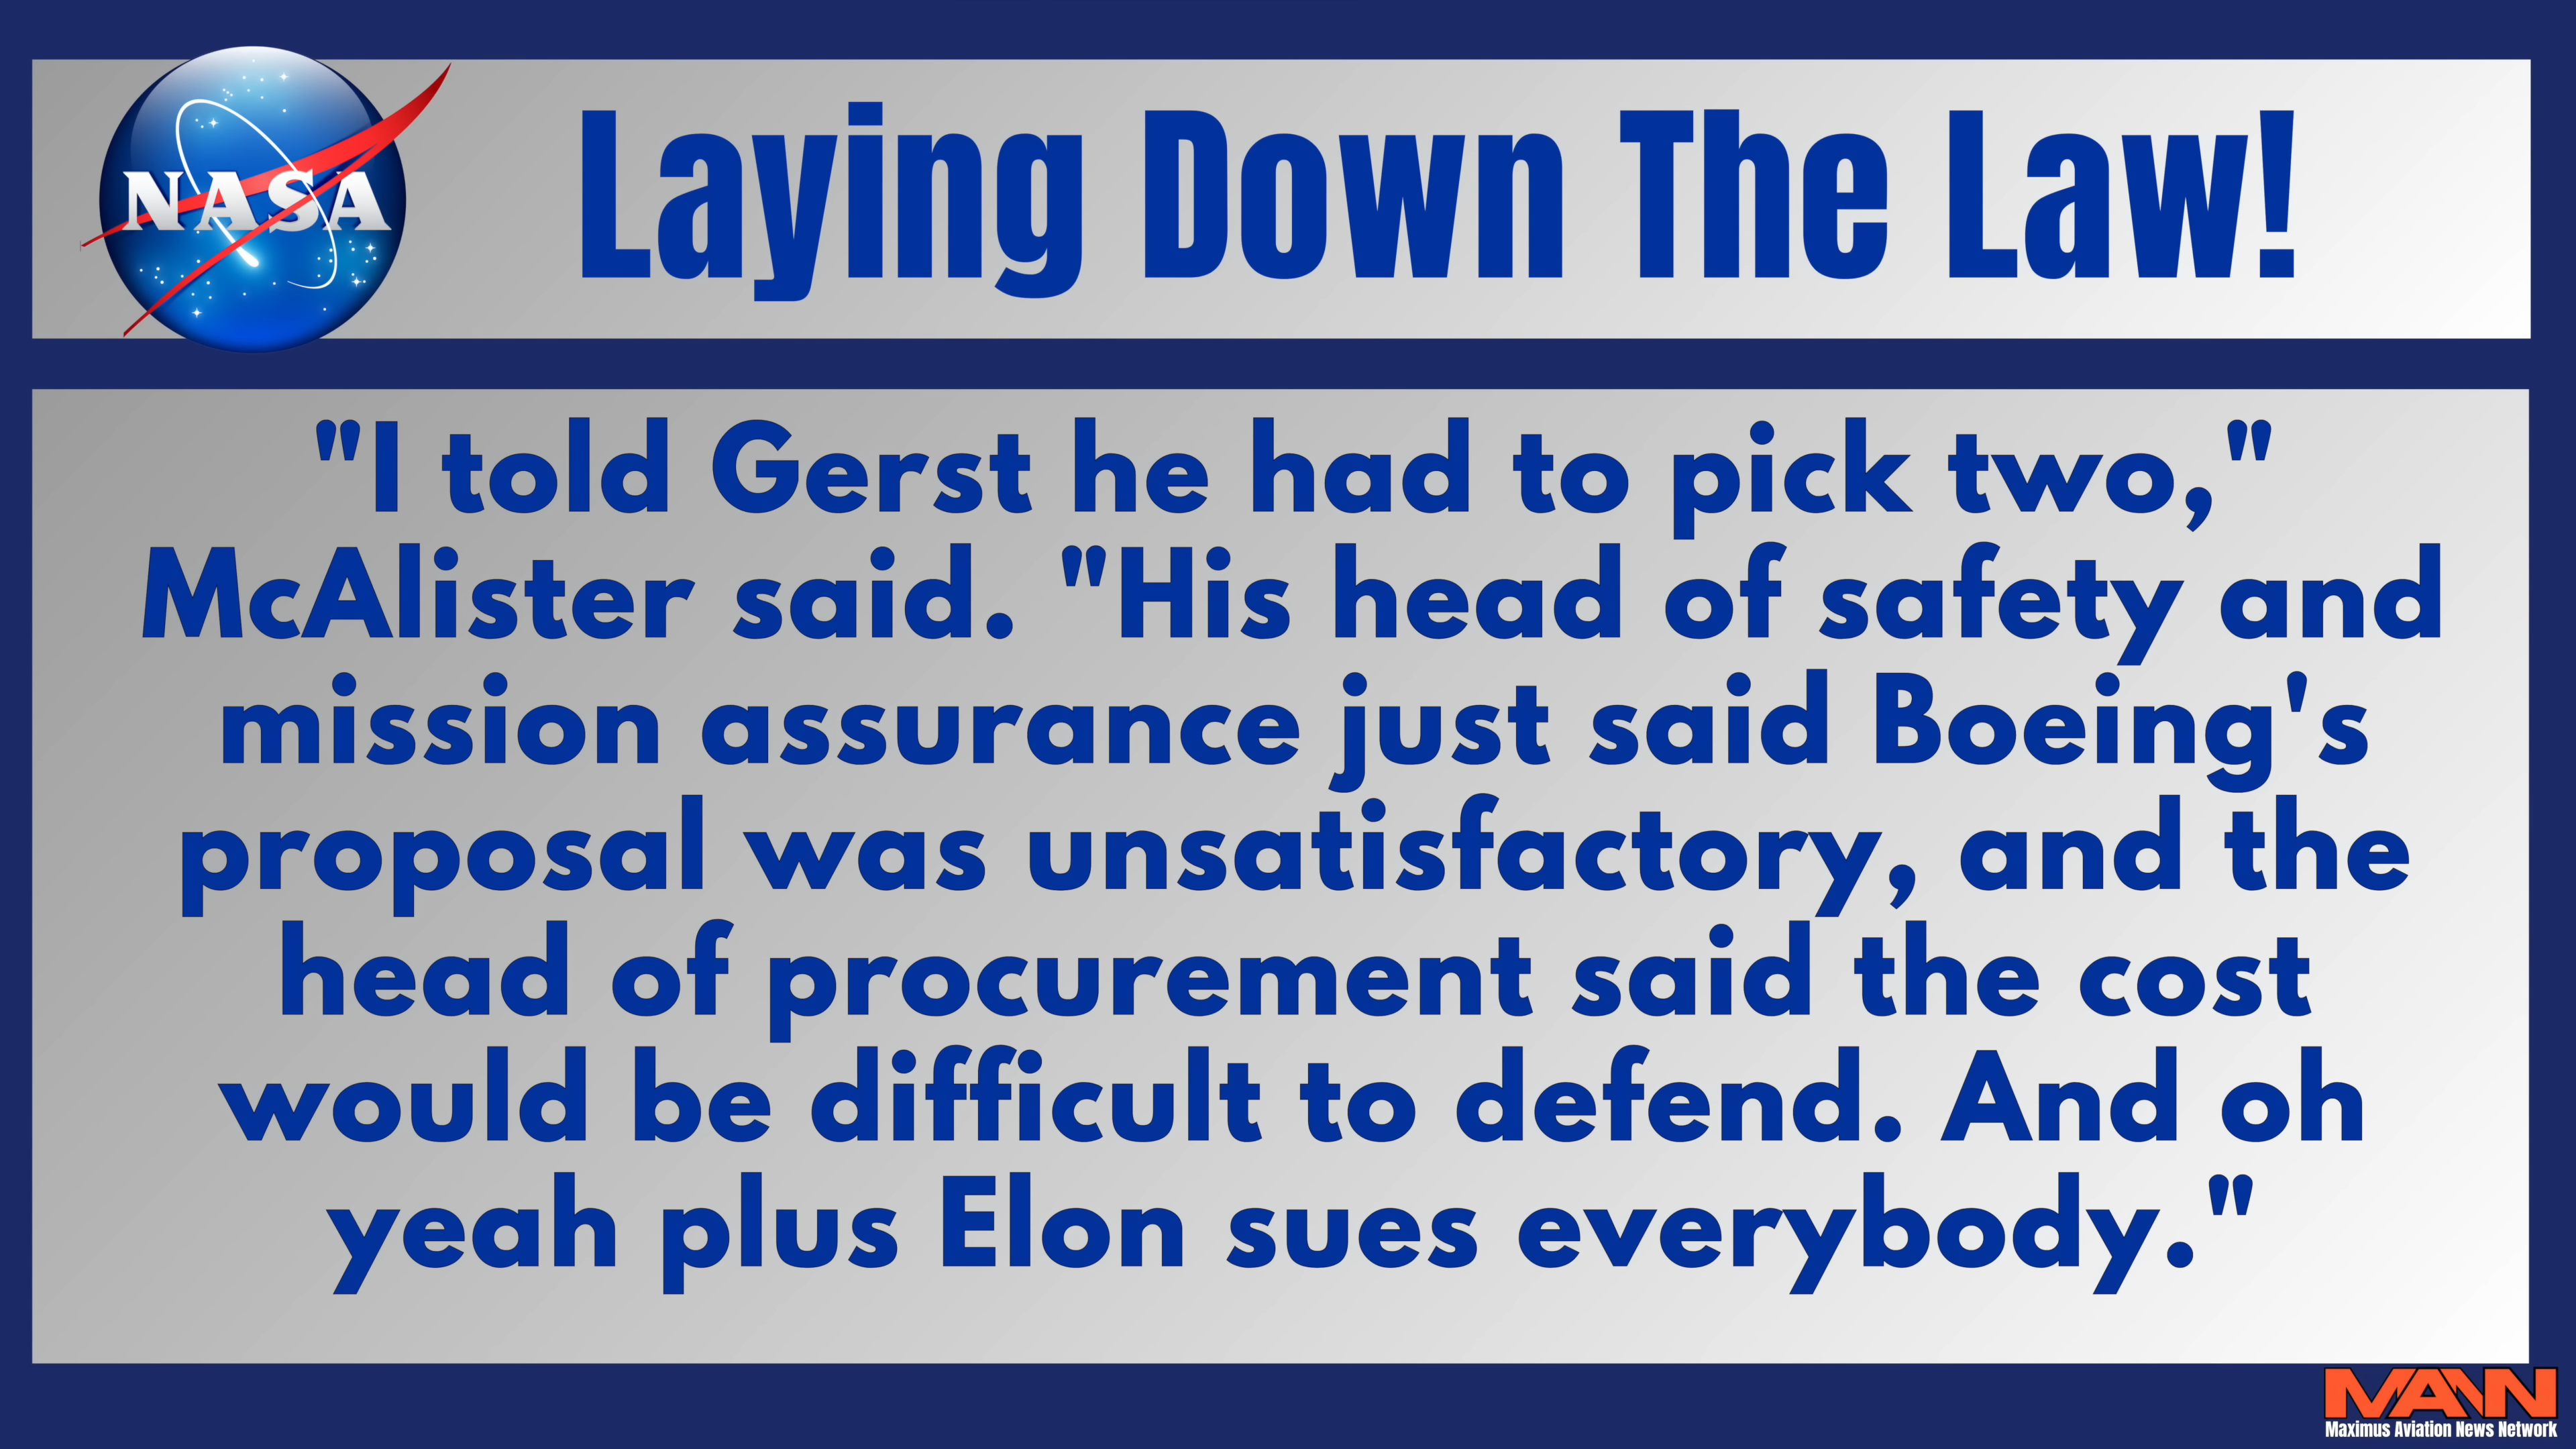 NASA
Laying Down The Law!
"I told Gerst he had to pick two,"
McAlister said. "His head of safety and
mission assurance just said Boeing's
proposal was unsatisfactory, and the
head of procurement said the cost
would be difficult to defend. And oh
yeah plus Elon sues everybody."
MANN
Maximus Aviation News Network